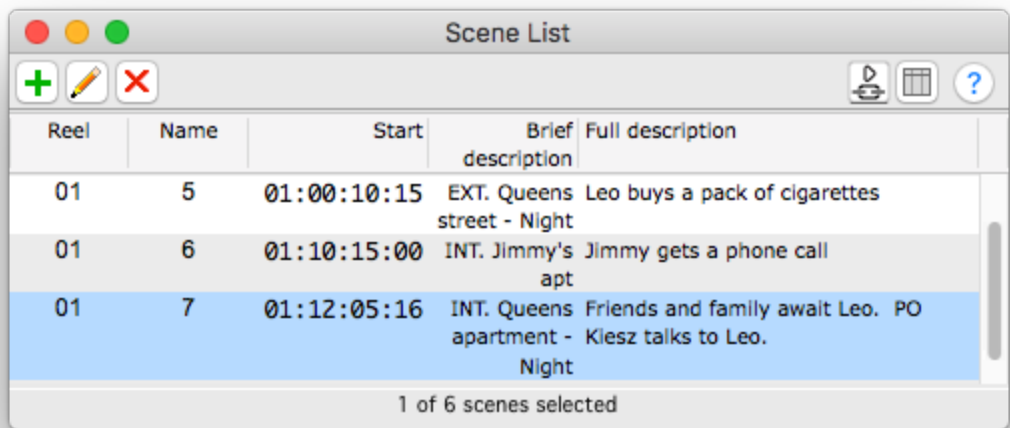 Scene List
?
Reel Name Start Brief Full description
description
01 5 01:00:10:15 EXT. Queens Leo buys a pack of cigarettes
street - Night
01 6 01:10:15:00 INT. Jimmy's Jimmy gets a phone call
apt
01 7 01:12:05:16 INT. Queens Friends and family await Leo. PO
apartment - Kiesz talks to Leo.
Night
1 of 6 scenes selected